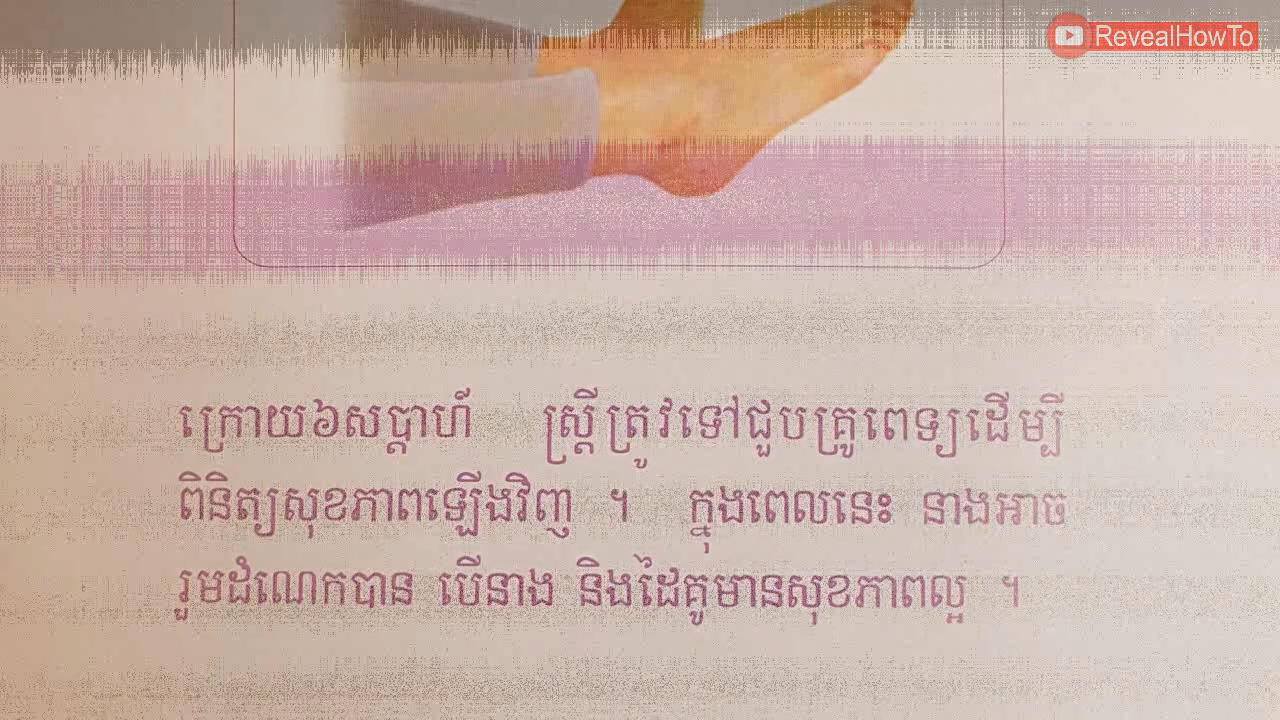 RevealHowTo
ក្រោយ៦សប្ដាហ៍ ស្ត្រីត្រូវទៅជួបគ្រូពេទ្យដើម្បី
ពិនិត្យសុខភាពឡើងវិញ ។ ក្នុងពេលនេះ នាងអាច
រួមដំណេកបាន បើនាង និងដៃគូមានសុខភាពល្អ ។